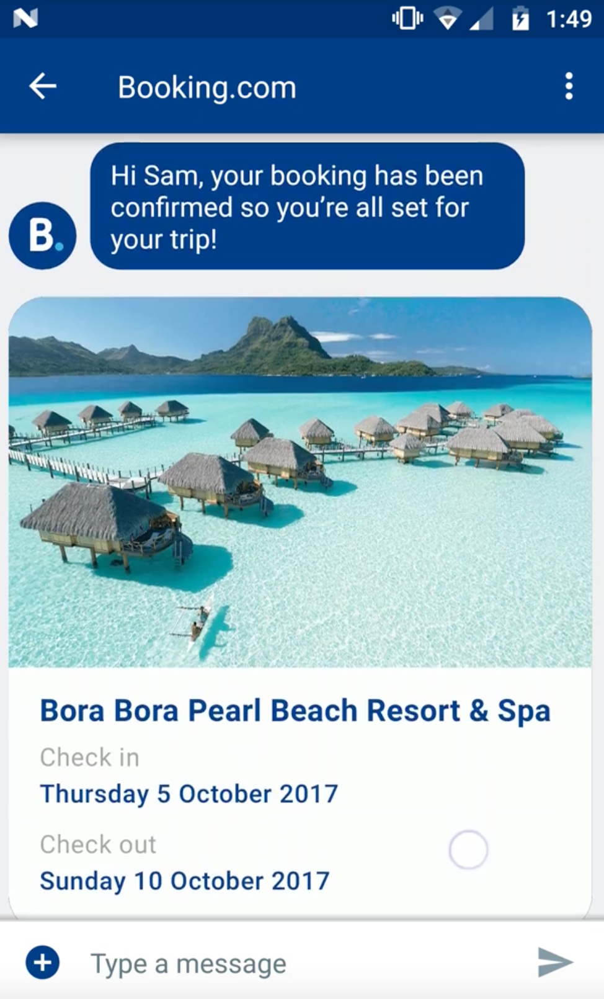 1:49
Booking.com
Hi Sam, your booking has been
confirmed so you’re all set for
your trip!
B.
Bora Bora Pearl Beach Resort & Spa
Check in
Thursday 5 October 2017
Check out
Sunday 10 October 2017
Type a message